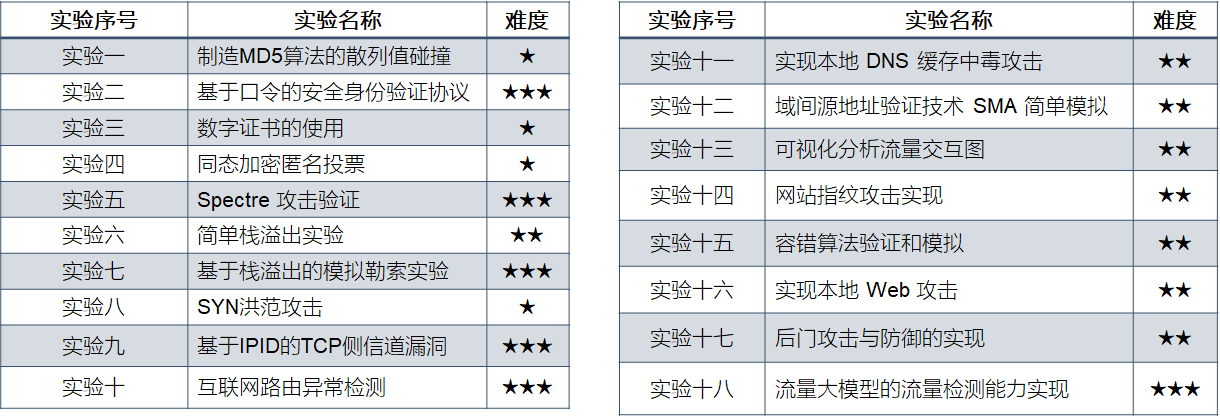 实验序号 实验名称 难度
实验一 制造MD5算法的散列值碰撞 ★
实验二 基于口令的安全身份验证协议 ★★★
实验三 数字证书的使用 ★
实验四 同态加密匿名投票 ★
实验五 Spectre 攻击验证 ★★★
实验六 简单栈溢出实验 ★★
实验七 基于栈溢出的模拟勒索实验 ★★★
实验八 SYN洪范攻击 ★
实验九 基于IPID的TCP侧信道漏洞 ★★★
实验十 互联网路由异常检测 ★★★
实验序号 实验名称 难度
实验十一 实现本地 DNS 缓存中毒攻击 ★★
实验十二 域间源地址验证技术 SMA 简单模拟 ★★
实验十三 可视化分析流量交互图 ★★
实验十四 网站指纹攻击实现 ★★
实验十五 容错算法验证和模拟 ★★
实验十六 实现本地 Web 攻击 ★★
实验十七 后门攻击与防御的实现 ★★
实验十八 流量大模型的流量检测能力实现 ★★★